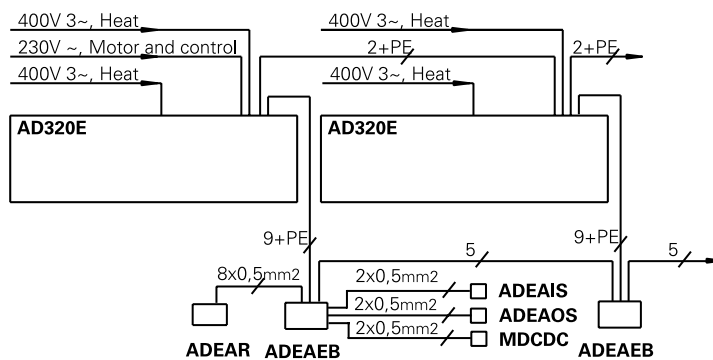 400V 3~, Heat
400V 3~, Heat
230V ~, Motor and control
2+PE
2+PE
400V 3~, Heat
400V 3~, Heat
AD320E
AD320E
9+PE
5
9+PE
5
8x0,5mm2
2x0,5mm2
ADEAIS
2x0,5mm2
ADEAOS
2x0,5mm2
MDCDC
ADEAR
ADEAEB
ADEAEB